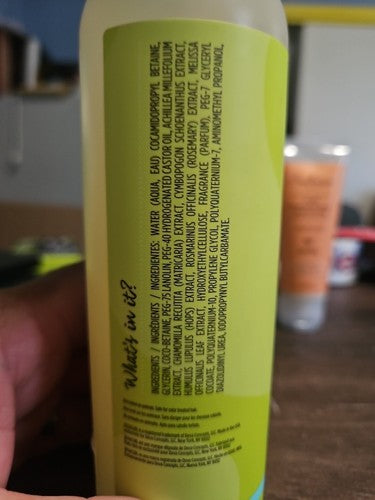 What's in it?
INGREDIENTS / INGRÉDIENTS / INGREDIENTES: WATER (AQUA, EAU) COCAMIDOPROPYL BETAINE,
GLYCERIN, COCO-BETAINE, PEG-75 LANOLIN, PEG-40 HYDROGENATED CASTOR OIL, ACHILLEA MILLEFOLIUM
EXTRACT, CHAMOMILLA RECUTITA (MATRICARIA) EXTRACT, CYMBOPOGON SCHOENANTHUS EXTRACT,
HUMULUS LUPULUS (HOPS) EXTRACT, ROSMARINUS OFFICINALIS (ROSEMARY) EXTRACT, MELISSA
OFFICINALIS LEAF EXTRACT, HYDROXYETHYLCELLULOSE, FRAGRANCE (PARFUM), PEG-7 GLYCERYL
COCOATE, POLYQUATERNIUM-10, PROPYLENE GLYCOL, POLYQUATERNIUM-7, AMINOMETHYL PROPANOL,
DIAZOLIDINYL UREA, IODOPROPYNYL BUTYLCARBAMATE.